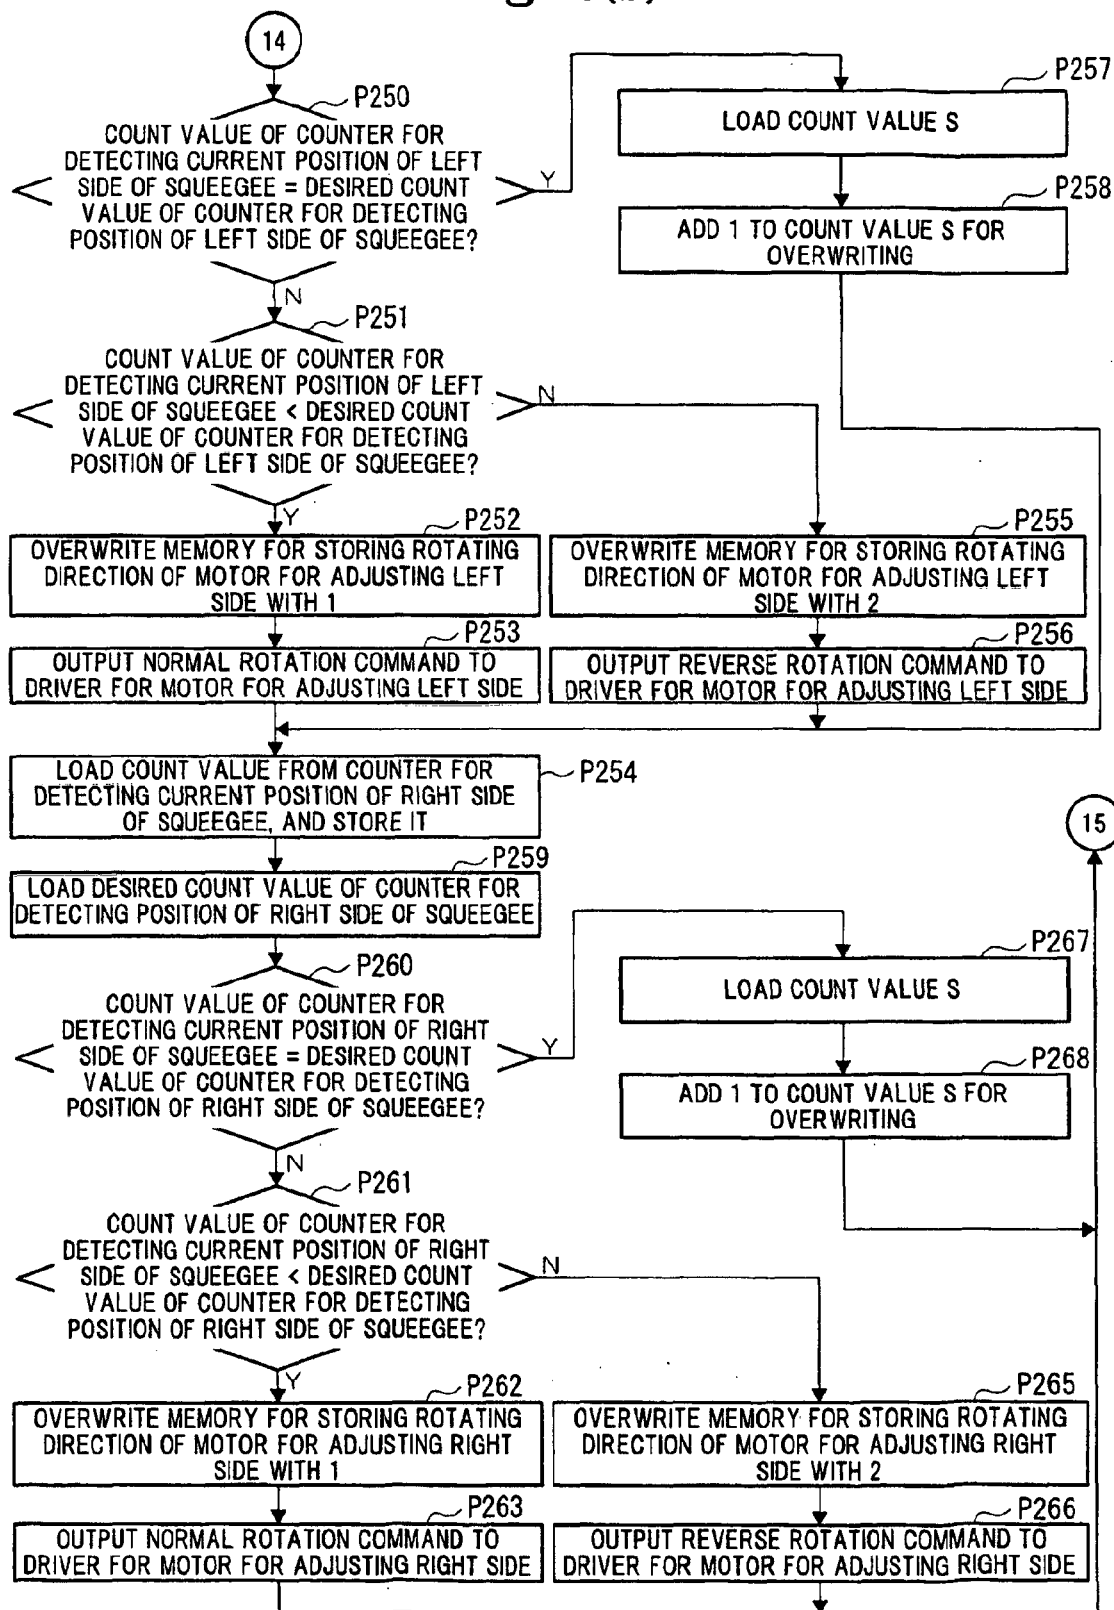 14
P250
COUNT VALUE OF COUNTER FOR
DETECTING CURRENT POSITION OF LEFT
SIDE OF SQUEEGEE = DESIRED COUNT
VALUE OF COUNTER FOR DETECTING
POSITION OF LEFT SIDE OF SQUEEGEE?
Y
N
P257
LOAD COUNT VALUE S
P258
ADD 1 TO COUNT VALUE S FOR
OVERWRITING
P251
COUNT VALUE OF COUNTER FOR
DETECTING CURRENT POSITION OF LEFT
SIDE OF SQUEEGEE < DESIRED COUNT
VALUE OF COUNTER FOR DETECTING
POSITION OF LEFT SIDE OF SQUEEGEE?
N
Y
P252
OVERWRITE MEMORY FOR STORING ROTATING
DIRECTION OF MOTOR FOR ADJUSTING LEFT
SIDE WITH 1
P255
OVERWRITE MEMORY FOR STORING ROTATING
DIRECTION OF MOTOR FOR ADJUSTING LEFT
SIDE WITH 2
P253
OUTPUT NORMAL ROTATION COMMAND TO
DRIVER FOR MOTOR FOR ADJUSTING LEFT SIDE
P256
OUTPUT REVERSE ROTATION COMMAND TO
DRIVER FOR MOTOR FOR ADJUSTING LEFT SIDE
P254
LOAD COUNT VALUE FROM COUNTER FOR
DETECTING CURRENT POSITION OF RIGHT SIDE
OF SQUEEGEE, AND STORE IT
15
P259
LOAD DESIRED COUNT VALUE OF COUNTER FOR
DETECTING POSITION OF RIGHT SIDE OF SQUEEGEE
P260
COUNT VALUE OF COUNTER FOR
DETECTING CURRENT POSITION OF RIGHT
SIDE OF SQUEEGEE = DESIRED COUNT
VALUE OF COUNTER FOR DETECTING
POSITION OF RIGHT SIDE OF SQUEEGEE?
Y
N
P267
LOAD COUNT VALUE S
P268
ADD 1 TO COUNT VALUE S FOR
OVERWRITING
P261
COUNT VALUE OF COUNTER FOR
DETECTING CURRENT POSITION OF RIGHT
SIDE OF SQUEEGEE < DESIRED COUNT
VALUE OF COUNTER FOR DETECTING
POSITION OF RIGHT SIDE OF SQUEEGEE?
N
Y
P262
OVERWRITE MEMORY FOR STORING ROTATING
DIRECTION OF MOTOR FOR ADJUSTING RIGHT
SIDE WITH 1
P265
OVERWRITE MEMORY FOR STORING ROTATING
DIRECTION OF MOTOR FOR ADJUSTING RIGHT
SIDE WITH 2
P263
OUTPUT NORMAL ROTATION COMMAND TO
DRIVER FOR MOTOR FOR ADJUSTING RIGHT SIDE
P266
OUTPUT REVERSE ROTATION COMMAND TO
DRIVER FOR MOTOR FOR ADJUSTING RIGHT SIDE